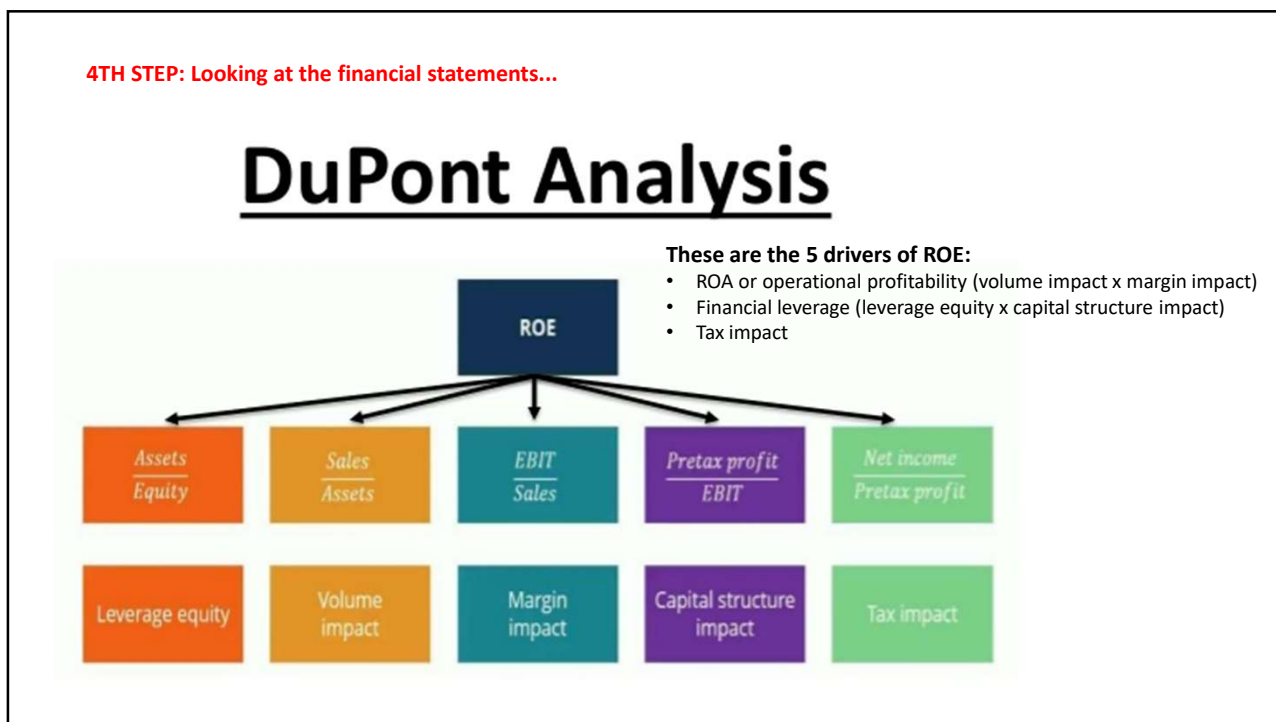 4TH STEP: Looking at the financial statements...
DuPont Analysis
These are the 5 drivers of ROE:
• ROA or operational profitability (volume impact x margin impact)
• Financial leverage (leverage equity x capital structure impact)
• Tax impact
ROE
Assets
Equity
Sales
Assets
EBIT
Sales
Pretax profit
EBIT
Net income
Pretax profit
Leverage equity
Volume
impact
Margin
impact
Capital structure
impact
Tax impact